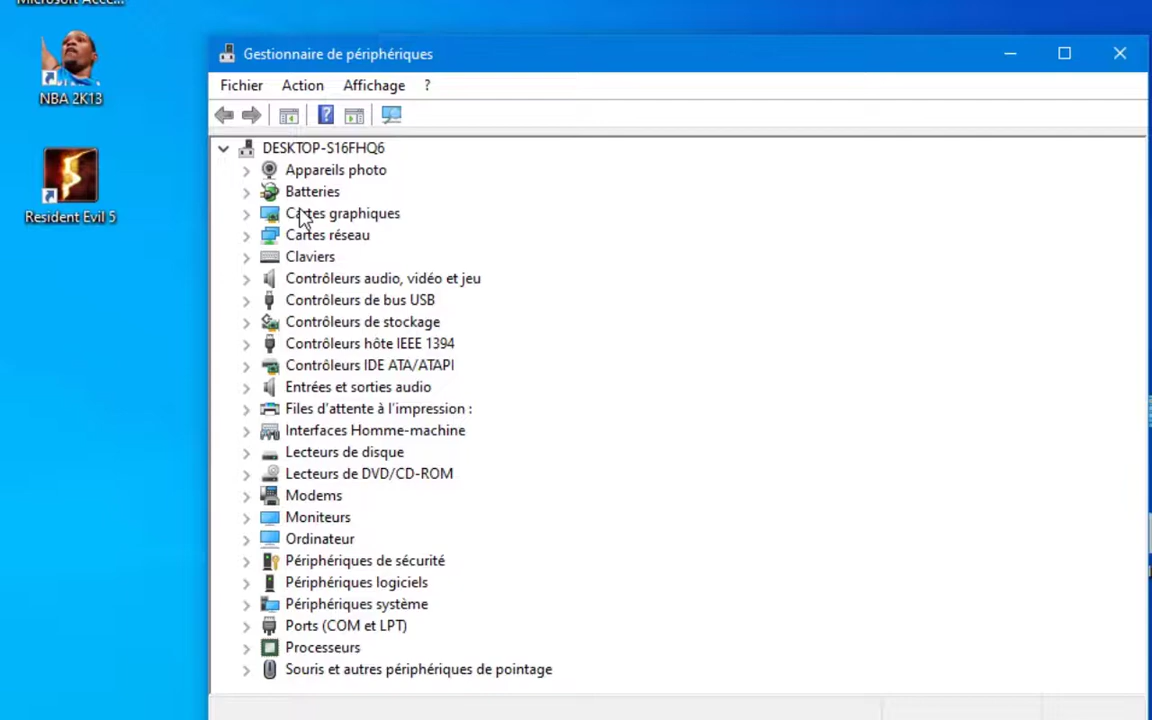 Microsoft Acce...
NBA 2K13
Resident Evil 5
Gestionnaire de périphériques
Fichier Action Affichage ?
DESKTOP-S16FHQ6
Appareils photo
Batteries
Cartes graphiques
Cartes réseau
Claviers
Contrôleurs audio, vidéo et jeu
Contrôleurs de bus USB
Contrôleurs de stockage
Contrôleurs hôte IEEE 1394
Contrôleurs IDE ATA/ATAPI
Entrées et sorties audio
Files d'attente à l'impression :
Interfaces Homme-machine
Lecteurs de disque
Lecteurs de DVD/CD-ROM
Modems
Moniteurs
Ordinateur
Périphériques de sécurité
Périphériques logiciels
Périphériques système
Ports (COM et LPT)
Processeurs
Souris et autres périphériques de pointage